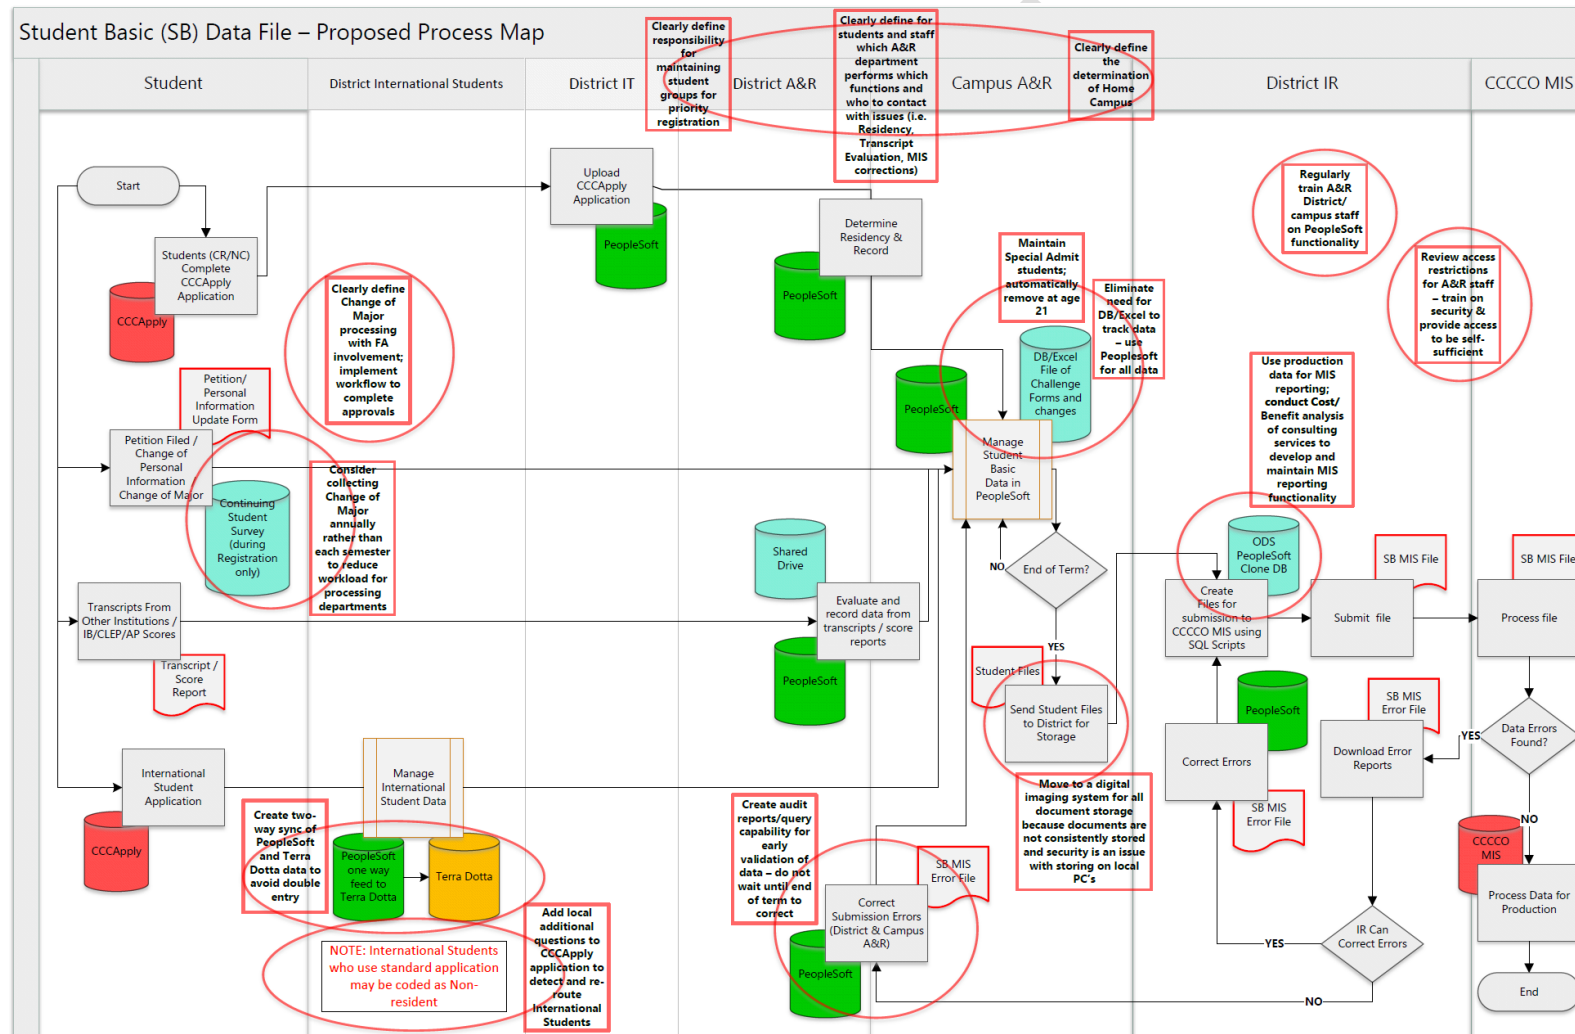 Student Basic (SB) Data File – Proposed Process Map
Student
District International Students
District IT
District A&R
Campus A&R
District IR
CCCCO MIS
Clearly define
responsibility
for
maintaining
student
groups for
priority
registration
Clearly define for
students and staff
which A&R
department
performs which
functions and
who to contact
with issues (i.e.
Residency,
Transcript
Evaluation, MIS
corrections)
Clearly define
the
determination
of Home
Campus
Start
Students (CR/NC)
Complete
CCCApply
Application
CCCApply
Upload
CCCApply
Application
PeopleSoft
Determine
Residency &
Record
PeopleSoft
Regularly
train A&R
District/
campus staff
on PeopleSoft
functionality
Review access
restrictions
for A&R staff
– train on
security &
provide access
to be self-
sufficient
Clearly define
Change of
Major
processing
with FA
involvement;
implement
workflow to
complete
approvals
Maintain
Special Admit
students;
automatically
remove at age
21
Eliminate
need for
DB/Excel to
track data
– use
Peoplesoft
for all data
DB/Excel
File of
Challenge
Forms and
changes
PeopleSoft
Manage
Student
Basic
Data in
PeopleSoft
Use production
data for MIS
reporting;
conduct Cost/
Benefit analysis
of consulting
services to
develop and
maintain MIS
reporting
functionality
Petition/
Personal
Information
Update Form
Petition Filed /
Change of
Personal
Information
Change of Major
Continuing
Student
Survey
(during
Registration
only)
Consider
collecting
Change of
Major
annually
rather than
each semester
to reduce
workload for
processing
departments
Shared
Drive
Evaluate and
record data from
transcripts / score
reports
PeopleSoft
NO
End of Term?
YES
ODS
PeopleSoft
Clone DB
Create
Files for
submission to
CCCCO MIS using
SQL Scripts
SB MIS File
Submit file
SB MIS File
Process file
Transcripts From
Other Institutions /
IB/CLEP/AP Scores
Transcript /
Score
Report
Student Files
Send Student Files
to District for
Storage
PeopleSoft
Correct Errors
SB MIS
Error File
SB MIS
Error File
Download Error
Reports
YES
Data Errors
Found?
NO
International
Student
Application
CCCApply
Manage
International
Student Data
Create two-
way sync of
PeopleSoft
and Terra
Dotta data to
avoid double
entry
PeopleSoft
one way
feed to
Terra Dotta
Terra Dotta
Create audit
reports/query
capability for
early
validation of
data – do not
wait until end
of term to
correct
Move to a digital
imaging system for all
document storage
because documents are
not consistently stored
and security is an issue
with storing on local
PC's
SB MIS
Error File
Correct
Submission Errors
(District & Campus
A&R)
PeopleSoft
CCCCO
MIS
Process Data for
Production
Add local
additional
questions to
CCCApply
application to
detect and re-
route
International
Students
NOTE: International Students
who use standard application
may be coded as Non-
resident
YES
IR Can
Correct Errors
NO
End